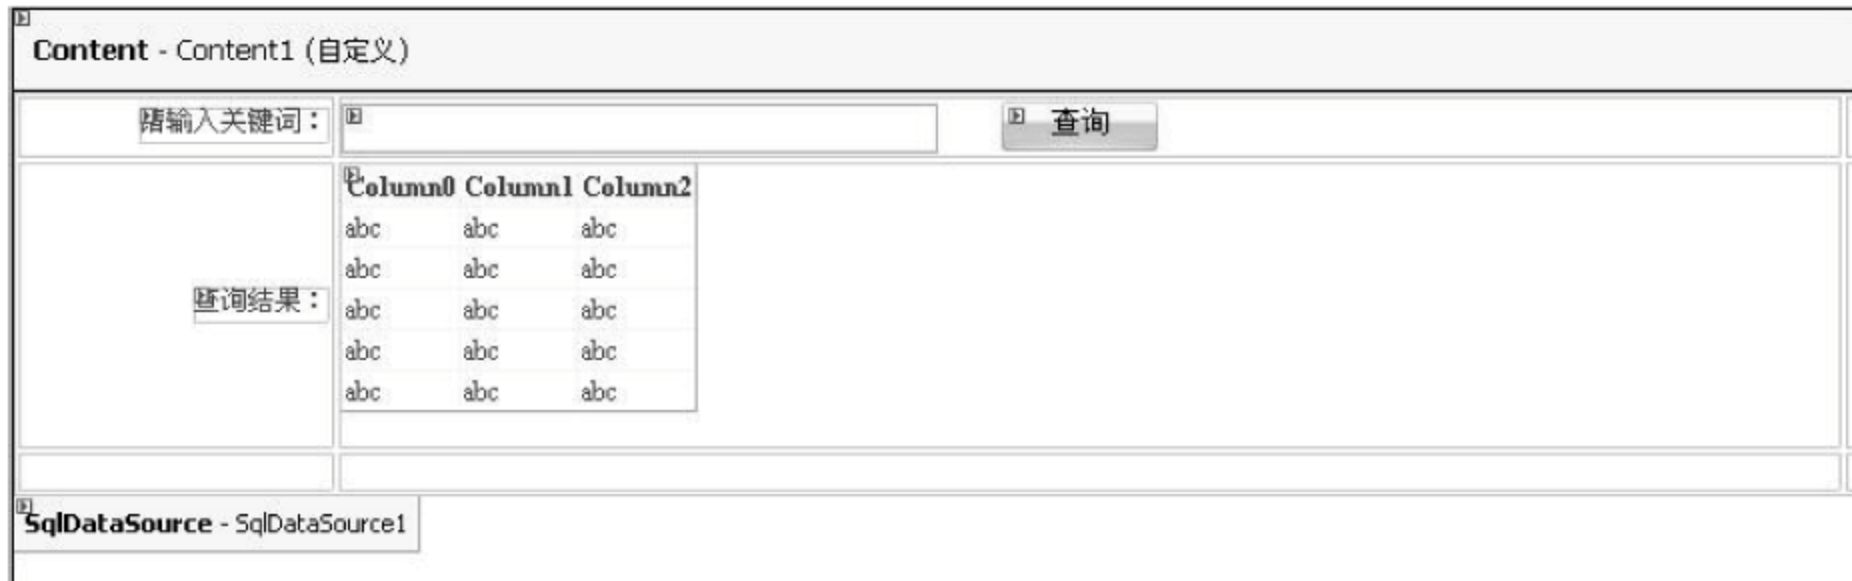 Content - Content1 (自定义)
请输入关键词： 查询
Column0 Column1 Column2
abc abc abc
abc abc abc
查询结果：
abc abc abc
abc abc abc
abc abc abc
SqlDataSource - SqlDataSource1